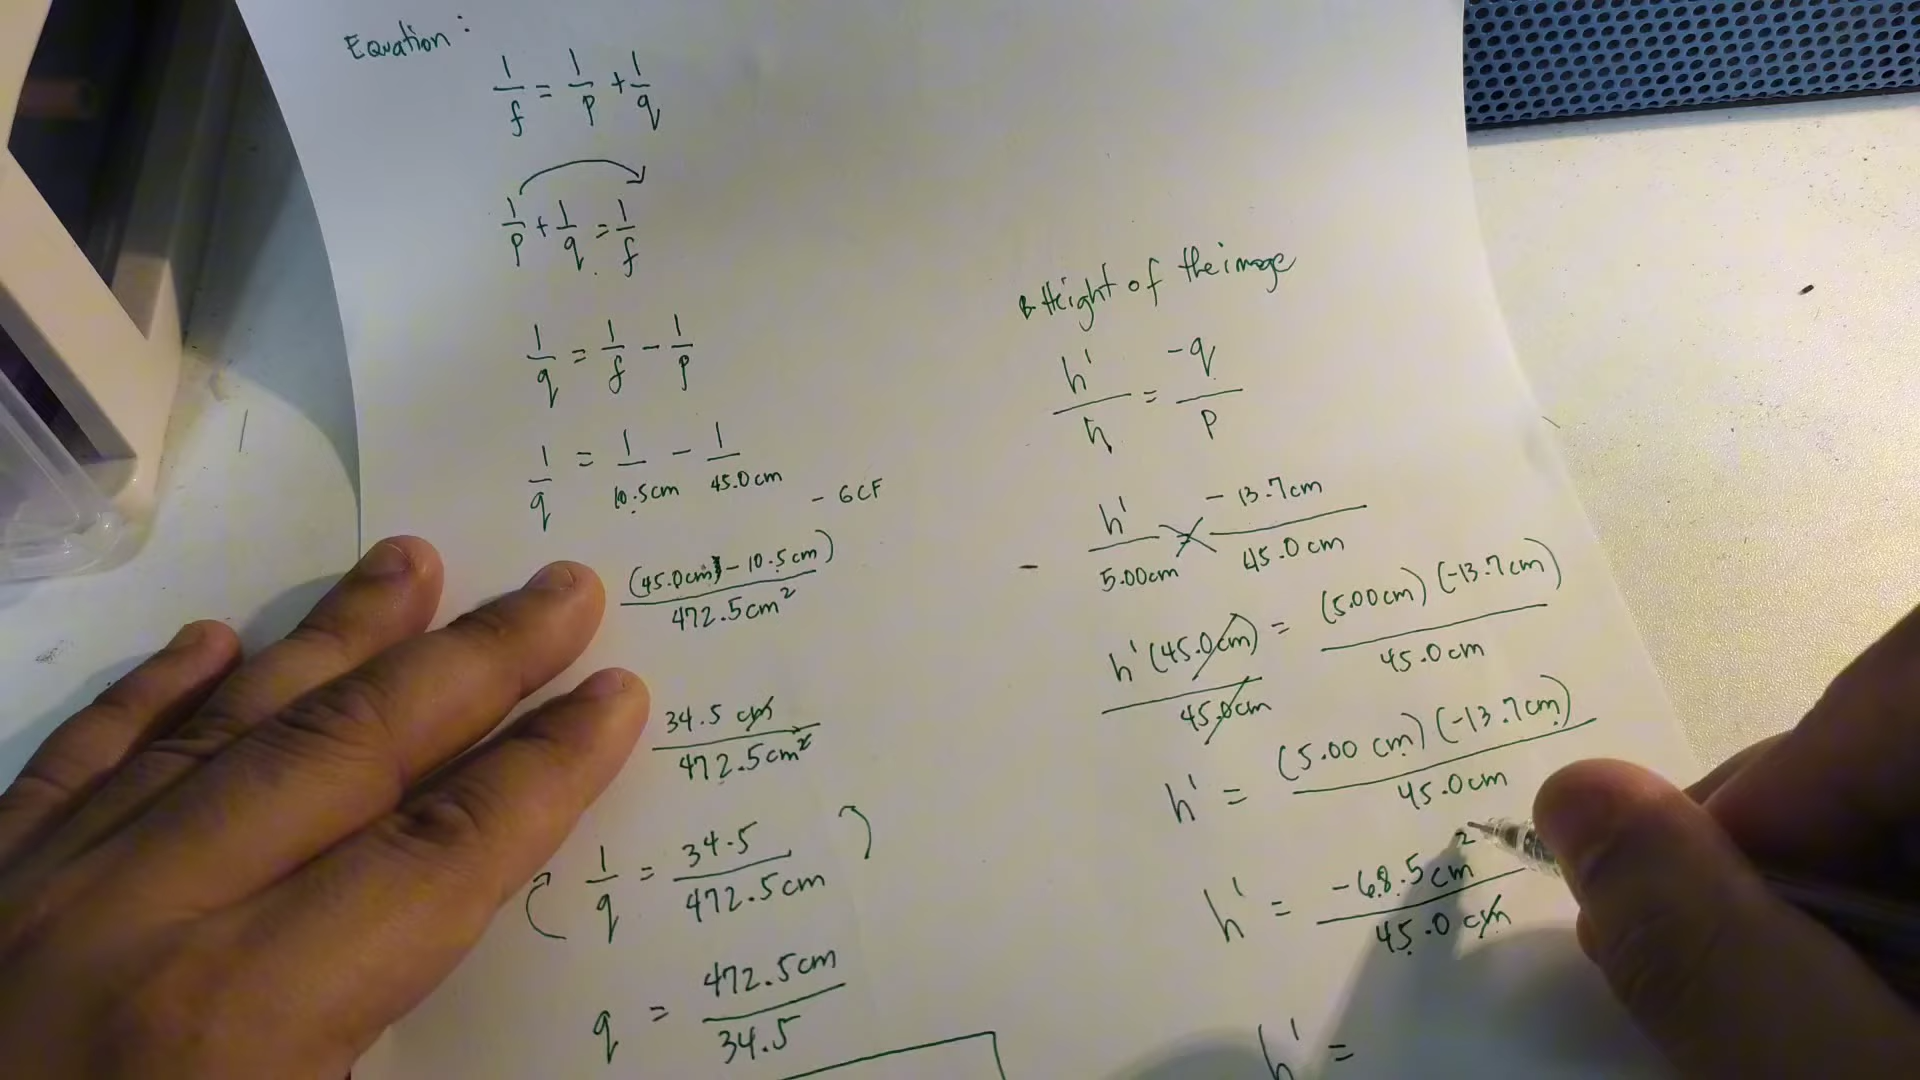 Equation:
1/f = 1/p + 1/q
1/p + 1/q = 1/f
1/q = 1/f - 1/p
1/q = 1/10.5cm - 1/45.0cm
- GCF
(45.0cm) - 10.5cm) / 472.5cm²
34.5 cm / 472.5cm²
1/q = 34.5 / 472.5cm
q = 472.5cm / 34.5
Height of the image
h' / h = -q / p
h' / 5.00cm = -13.7cm / 45.0cm
h' (45.0cm) / 45.0cm = (5.00cm) (-13.7cm) / 45.0cm
h' = (5.00 cm) (-13.7cm) / 45.0cm
h' = -68.5cm² / 45.0 cm
h' =